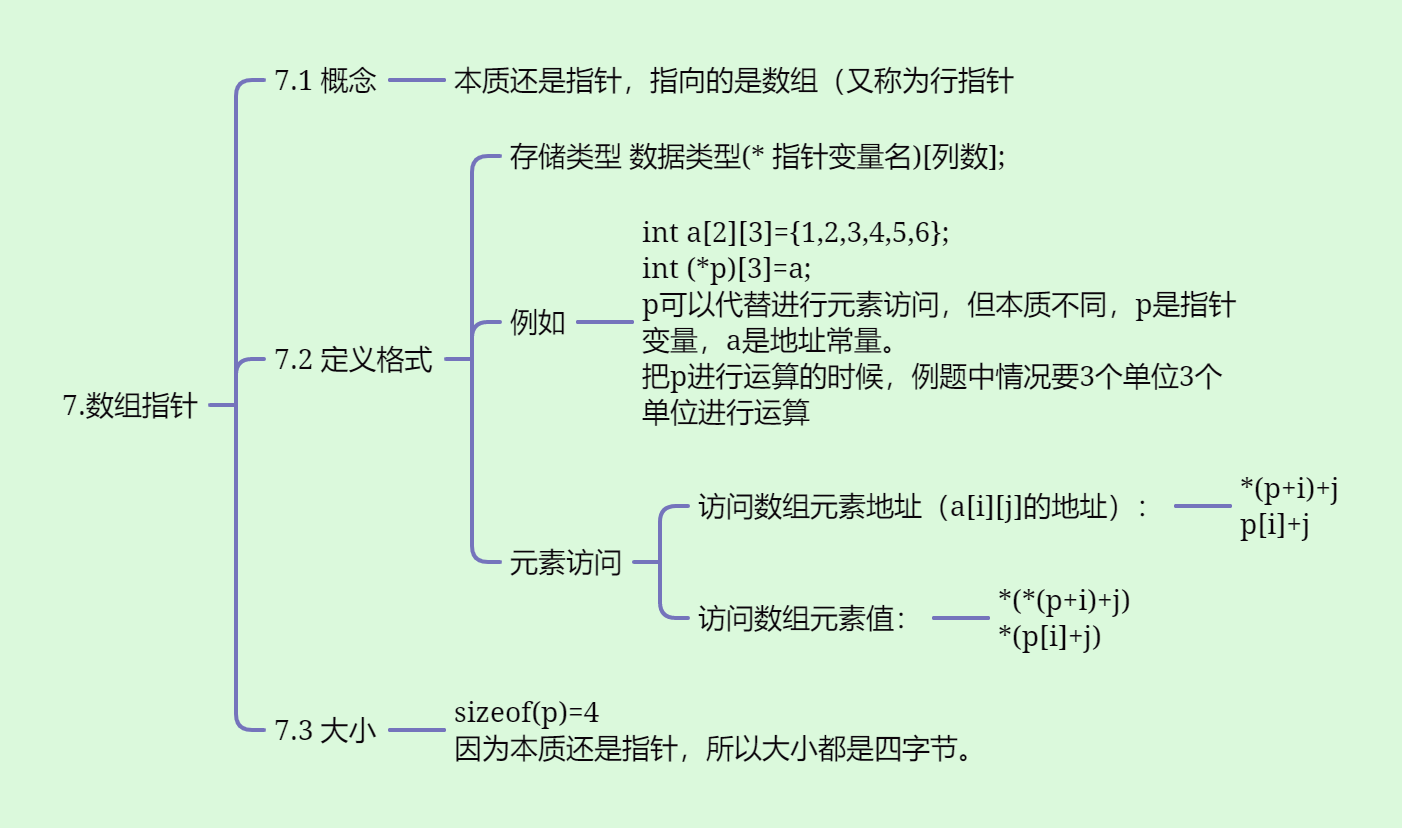 7.数组指针
7.1 概念
本质还是指针，指向的是数组（又称为行指针
7.2 定义格式
存储类型 数据类型(* 指针变量名)[列数];
例如
int a[2][3]={1,2,3,4,5,6};
int (*p)[3]=a;
p可以代替进行元素访问，但本质不同，p是指针
变量，a是地址常量。
把p进行运算的时候，例题中情况要3个单位3个
单位进行运算
元素访问
访问数组元素地址（a[i][j]的地址）：
*(p+i)+j
p[i]+j
访问数组元素值：
*(*(p+i)+j)
*(p[i]+j)
7.3 大小
sizeof(p)=4
因为本质还是指针，所以大小都是四字节。